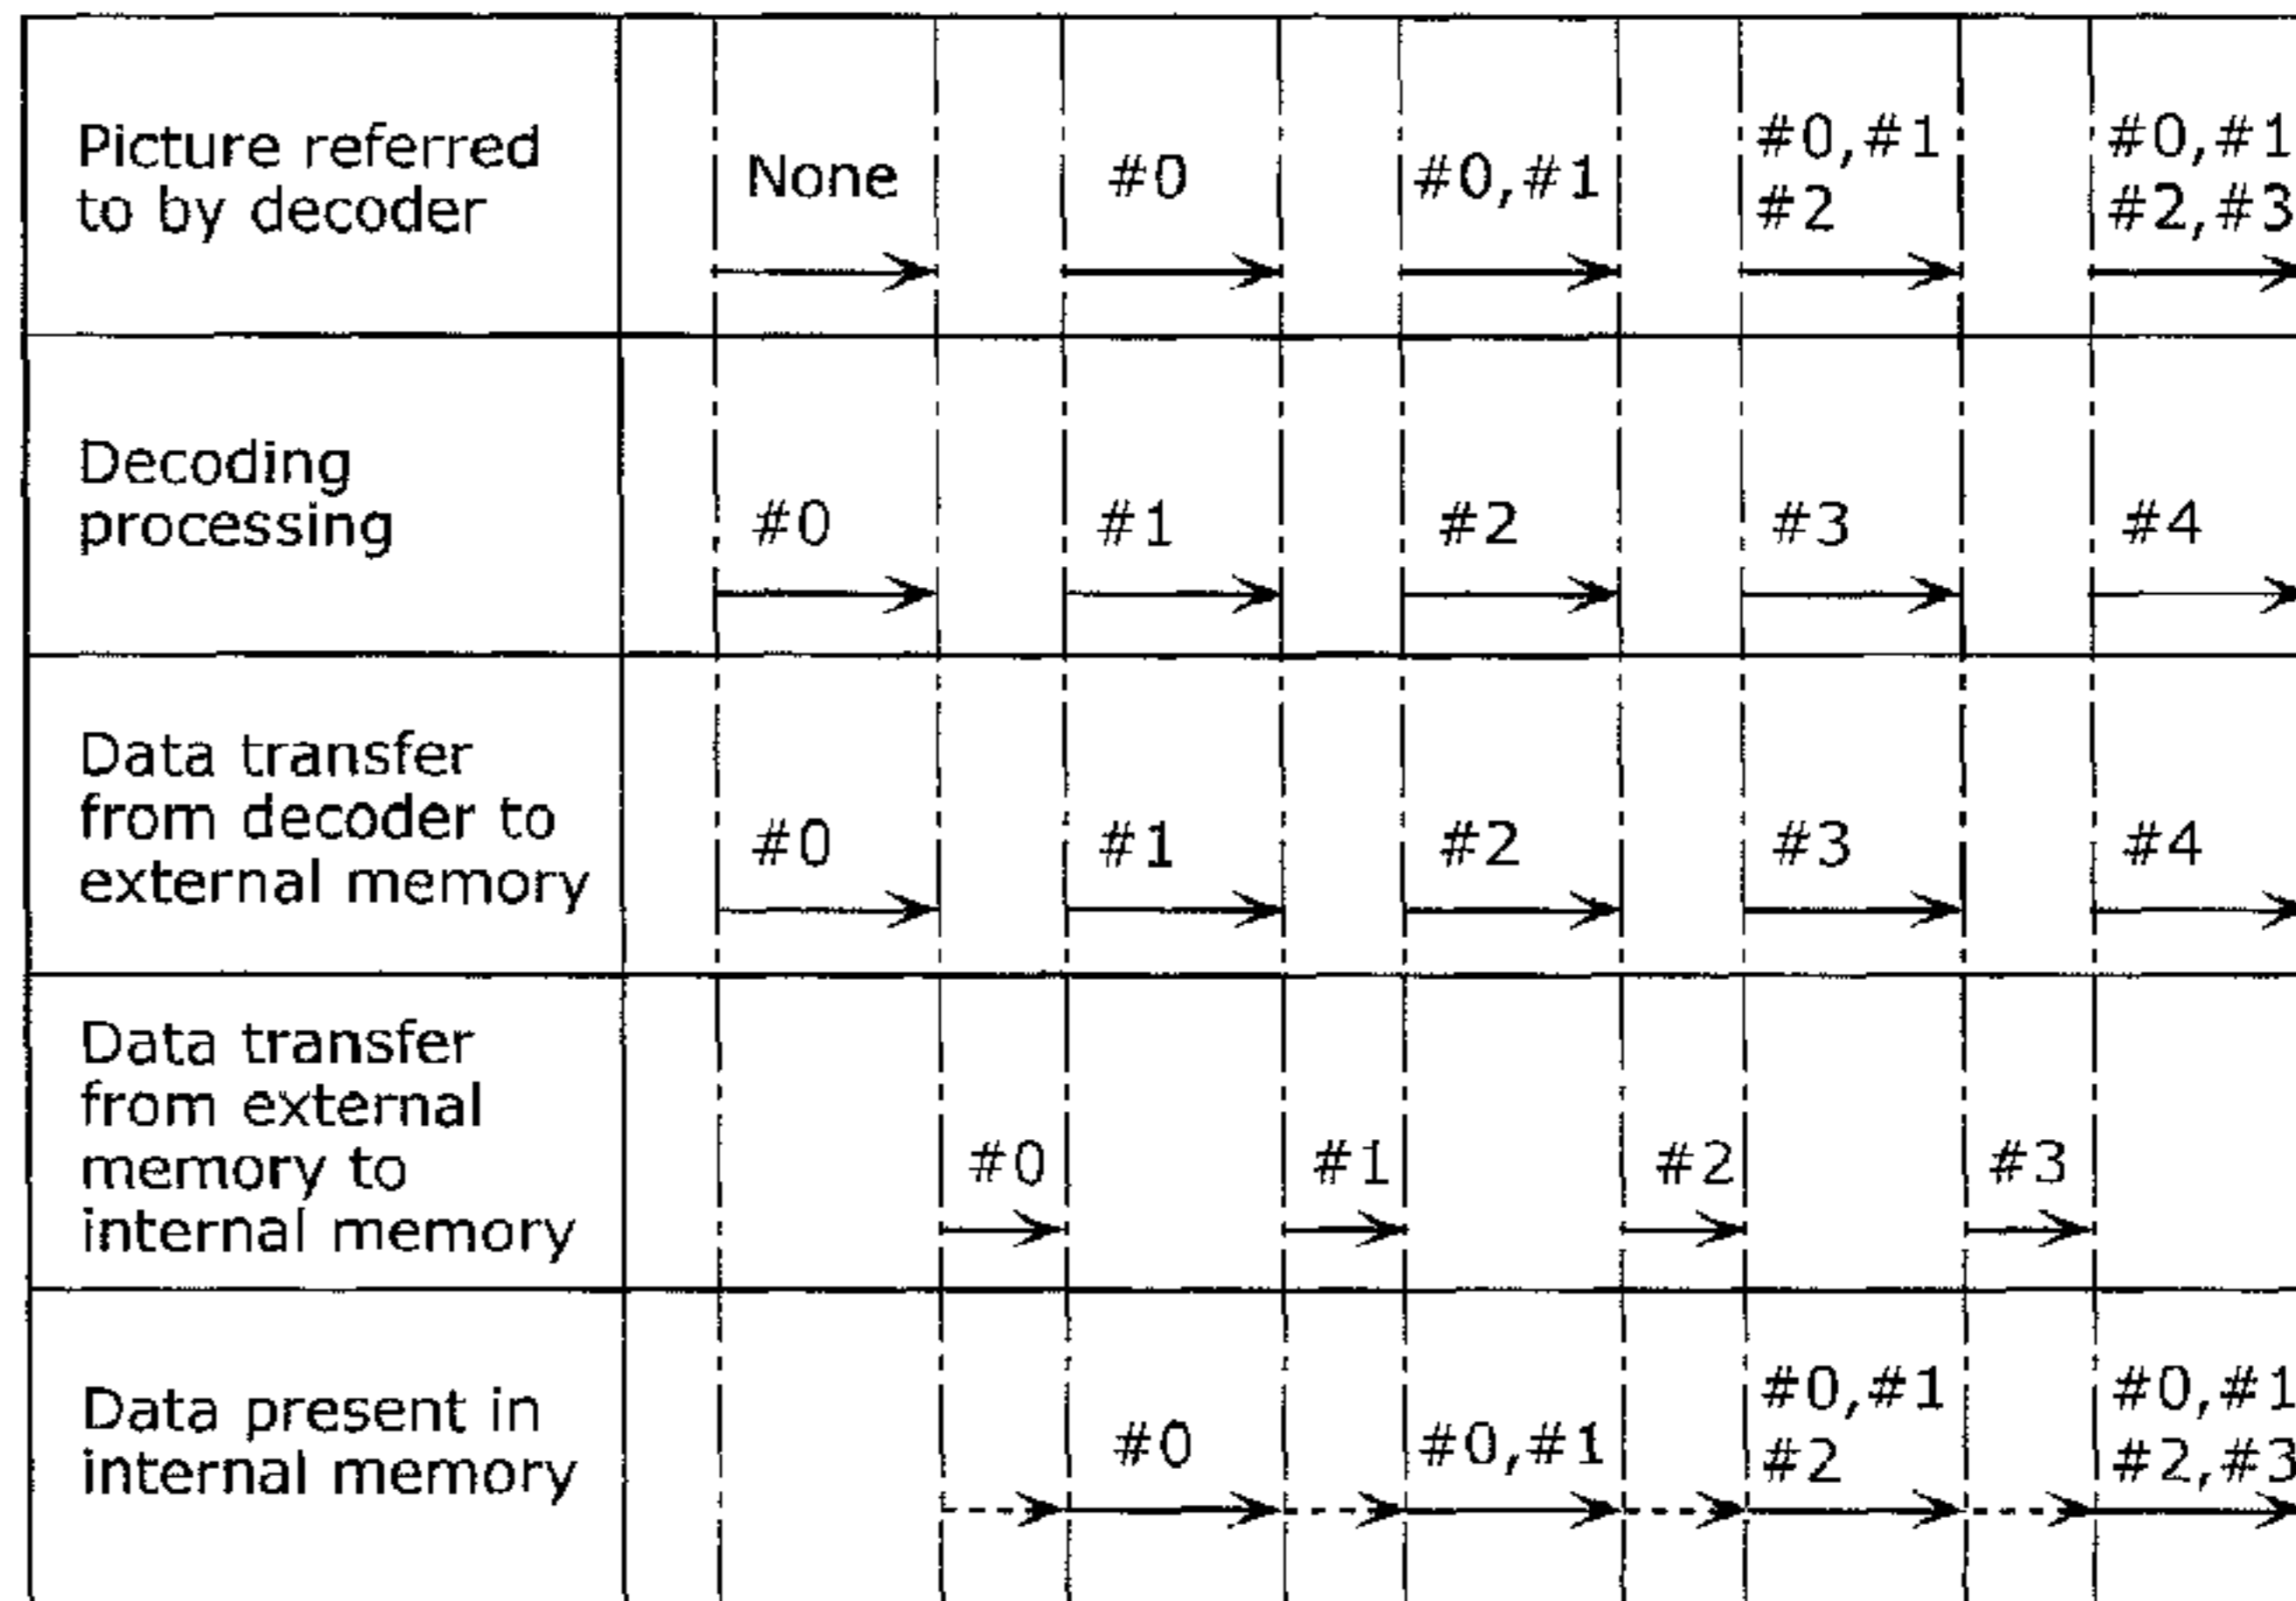 Picture referred
to by decoder
None
#0
#0,#1
#0,#1
#2
#0,#1
#2,#3
Decoding
processing
#0
#1
#2
#3
#4
Data transfer
from decoder to
external memory
#0
#1
#2
#3
#4
Data transfer
from external
memory to
internal memory
#0
#1
#2
#3
Data present in
internal memory
#0
#0,#1
#0,#1
#2
#0,#1
#2,#3